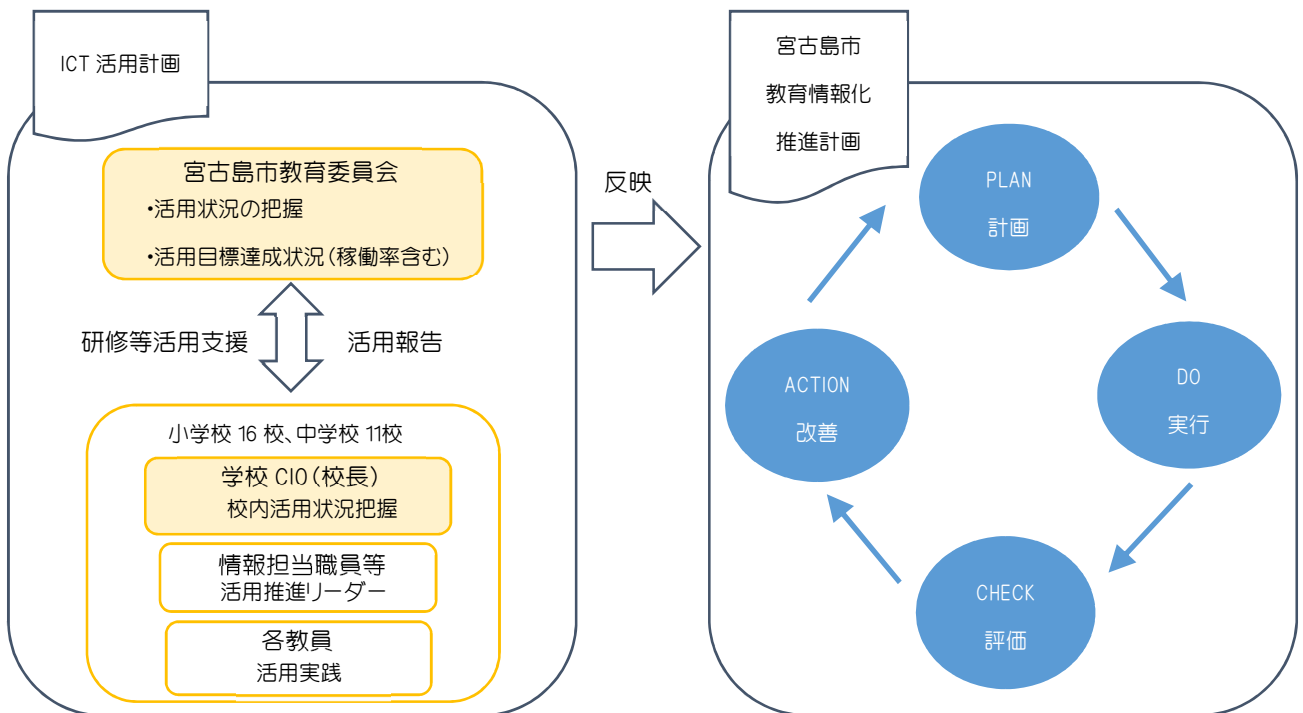 ICT 活用計画
宮古島市教育委員会
・活用状況の把握
・活用目標達成状況(稼働率含む)
研修等活用支援
活用報告
小学校 16 校、中学校 11校
学校 CIO(校長)
校内活用状況把握
情報担当職員等
活用推進リーダー
各教員
活用実践
反映
宮古島市
教育情報化
推進計画
PLAN
計画
DO
実行
CHECK
評価
ACTION
改善